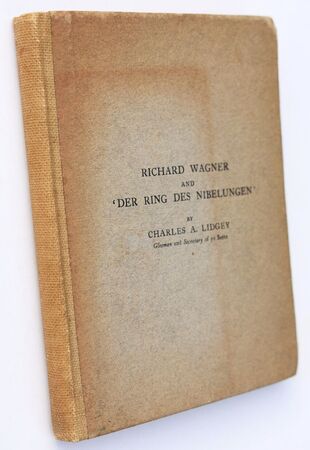 RICHARD WAGNER
AND
'DER RING DES NIBELUNGEN'
BY
CHARLES A. LIDGEY
Gleeman and Secretary of ye Sette